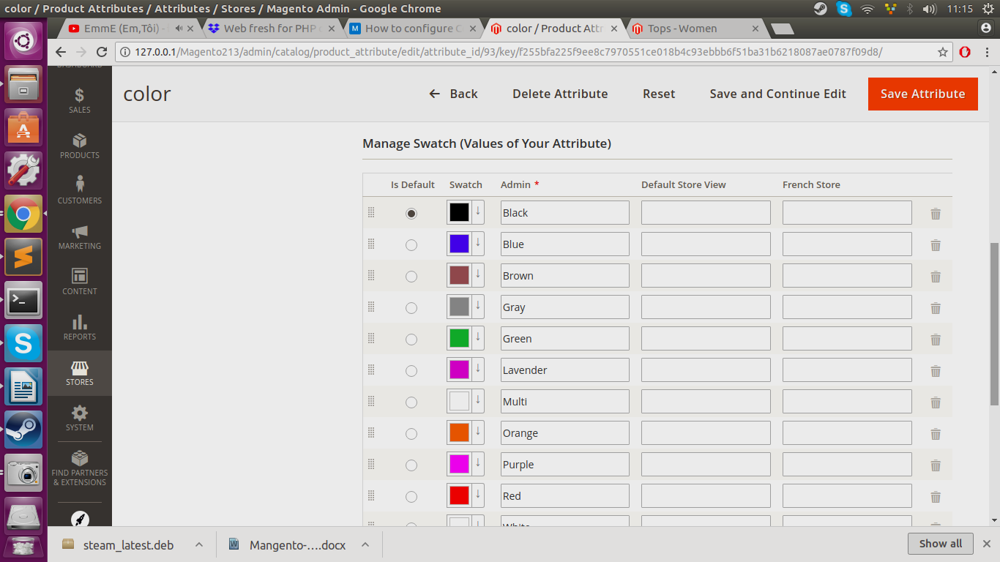 color / Product Attributes / Attributes / Stores / Magento Admin - Google Chrome
11:15
EmmE (Em,Tôi) -
Web fresh for PHP
How to configure C
color / Product Attr
Tops - Women
127.0.0.1/Magento213/admin/catalog/product_attribute/edit/attribute_id/93/key/f255bfa225f9ee8c7970551ce018b4c93ebbb6f51ba31b6218087ae0787f09d8/
DASHBOARD
SALES
PRODUCTS
CUSTOMERS
MARKETING
CONTENT
REPORTS
STORES
SYSTEM
FIND PARTNERS
& EXTENSIONS
color
Back
Delete Attribute
Reset
Save and Continue Edit
Save Attribute
Manage Swatch (Values of Your Attribute)
Is Default Swatch Admin * Default Store View French Store
Black
Blue
Brown
Gray
Green
Lavender
Multi
Orange
Purple
Red
White
steam_latest.deb
Mangento-....docx
Show all